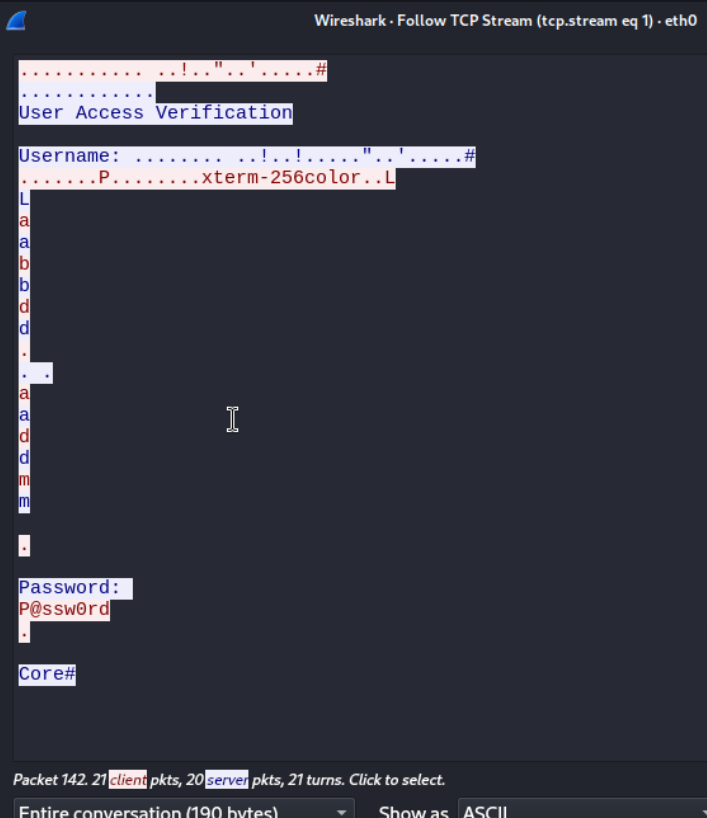 Wireshark · Follow TCP Stream (tcp.stream eq 1) · eth0
........... ..!.."..'.....#
............
User Access Verification
Username: ........ ..!..!....."..'.....#
.......P........xterm-256color..L
L
a
a
b
b
d
d
.
. .
a
a
d
d
m
m
.
Password:
P@ssw0rd
.
Core#
Packet 142. 21 client pkts, 20 server pkts, 21 turns. Click to select.
Entire conversation (190 bytes)
Show as ASCII